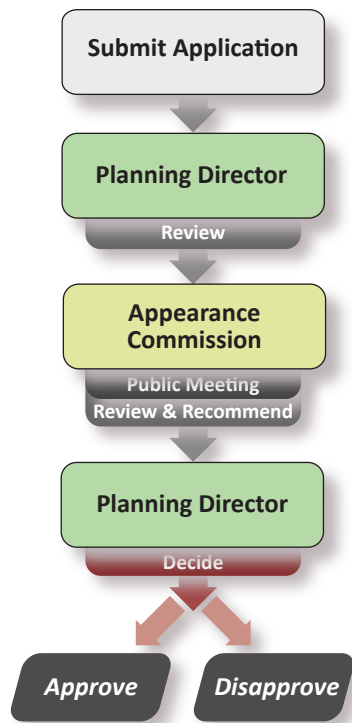 Submit Application
Planning Director
Review
Appearance
Commission
Public Meeting
Review & Recommend
Planning Director
Decide
Approve
Disapprove